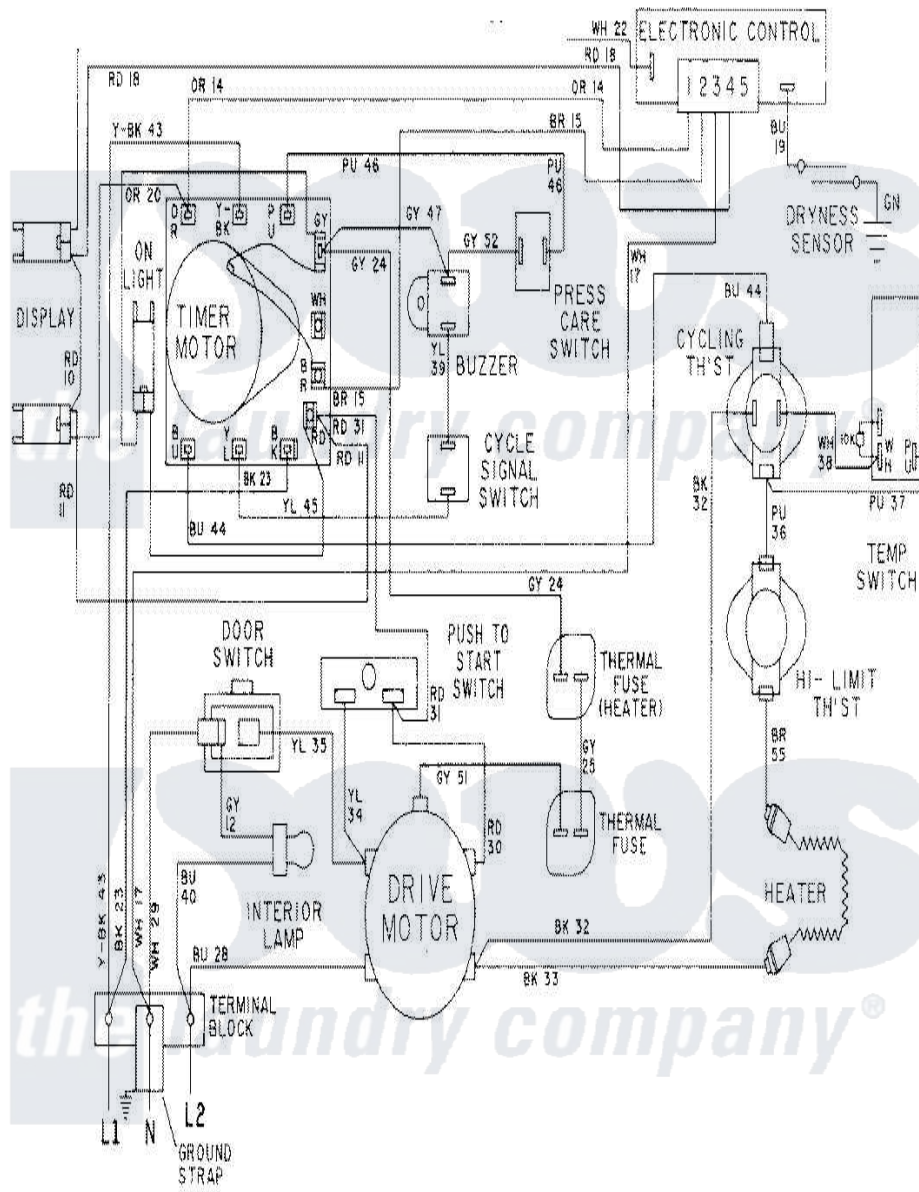 WH 22
ELECTRONIC CONTROL
RD 18
RD 18
OR 14
OR 14
1 2 3 4 5
Y-BK 43
BR 15
BU
19
PU 46
PU
46
OR 20
GY 47
GN
O
R
Y-
BK
P
U
GY
GY 52
DRYNESS
SENSOR
ON
LIGHT
GY 24
WH
17
BU 44
DISPLAY
TIMER
MOTOR
WH
PRESS
CARE
SWITCH
CYCLING
TH'ST
RD
10
YL
39
BUZZER
B
R
BR 15
RD 31
RD
RD 11
the laundry company®
10K
W
H
P
U
WH
38
B
U
Y
L
B
K
CYCLE
SIGNAL
SWITCH
BK 23
BK
32
RD
11
YL 45
BU 44
PU 37
PU
36
TEMP
SWITCH
GY 24
DOOR
SWITCH
PUSH TO
START
SWITCH
THERMAL
FUSE
(HEATER)
HI- LIMIT
TH'ST
RD
31
YL 35
GY
25
BR
55
GY 51
GY
12
YL
34
RD
30
THERMAL
FUSE
BU
40
DRIVE
MOTOR
HEATER
INTERIOR
LAMP
Y-BK 43
BK 23
WH 17
WH 29
BK 32
BU 28
BK 33
TERMINAL
BLOCK
the laundry company®
L1
N
L2
GROUND
STRAP